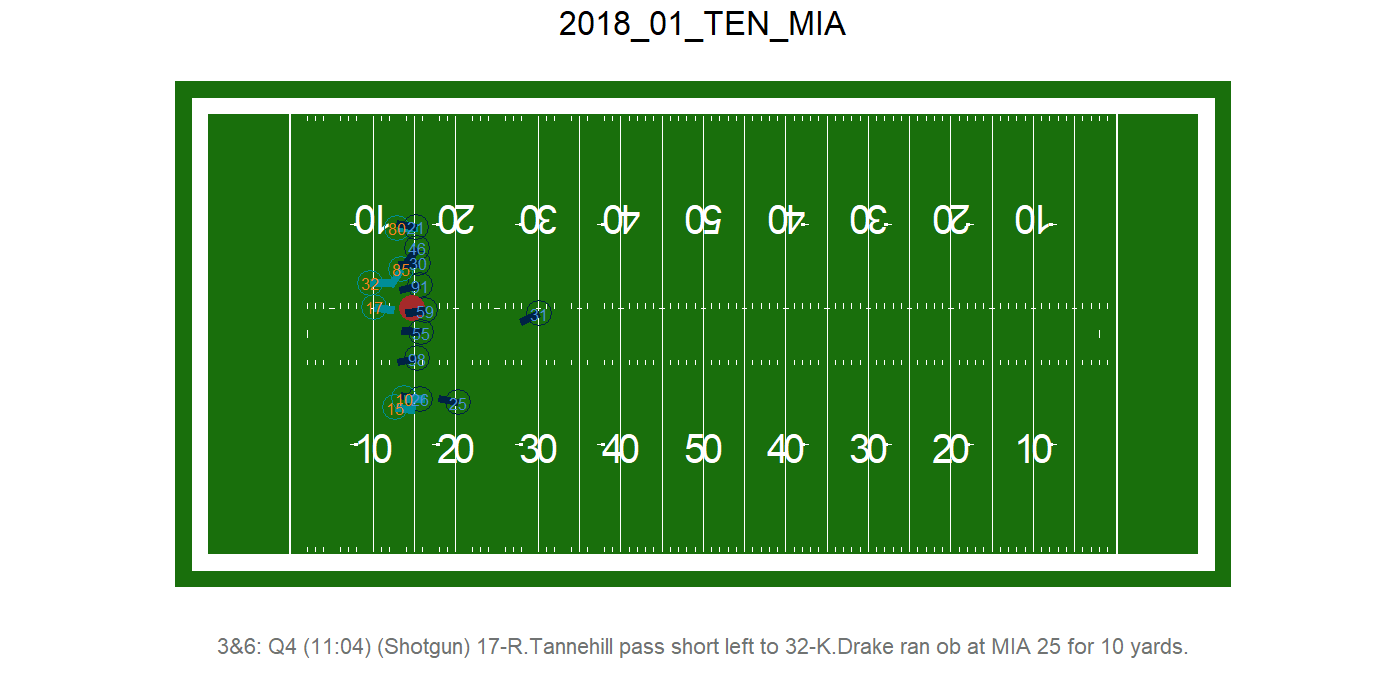 2018_01_TEN_MIA
10 20 30 40 50 40 30 20 10
80 21
46
85 30
32 91
17 59 31
55
98
10 26 25
15
10 20 30 40 50 40 30 20 10
3&6: Q4 (11:04) (Shotgun) 17-R.Tannehill pass short left to 32-K.Drake ran ob at MIA 25 for 10 yards.